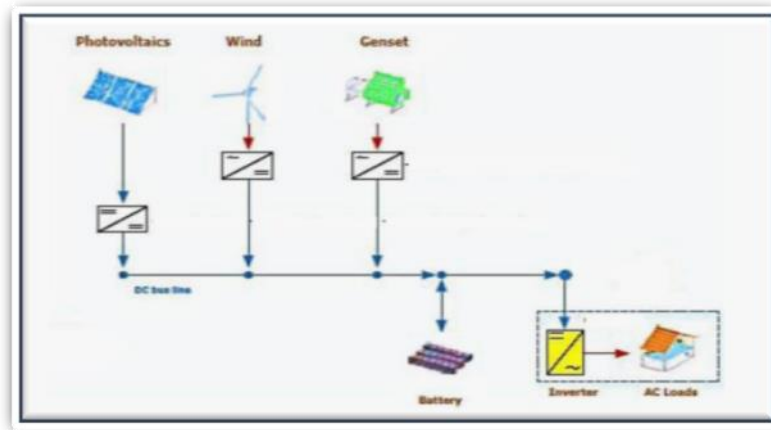 Photovoltaics Wind Genset
DC bus line
Battery Inverter AC Loads